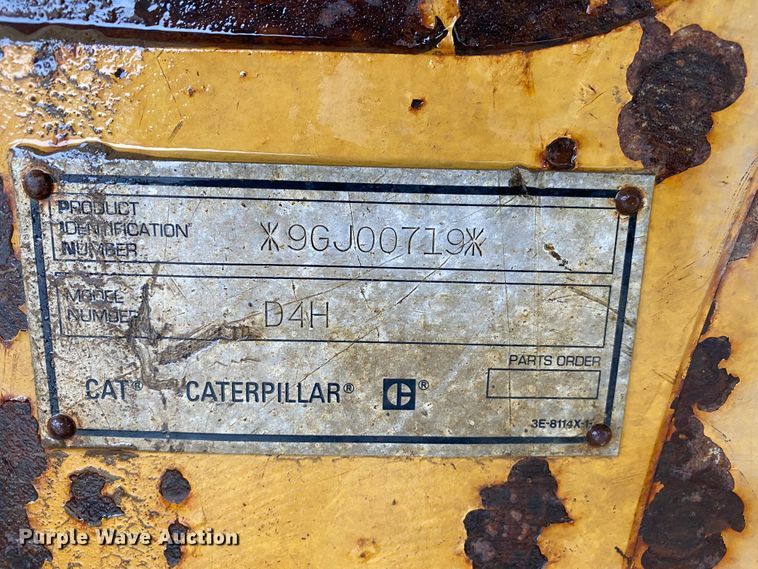 PRODUCT
IDENTIFICATION
NUMBER
*9GJ00719*
MODEL
NUMBER
D4H
PARTS ORDER
CAT® CATERPILLAR® ®
3E-8114X-1
Purple Wave Auction